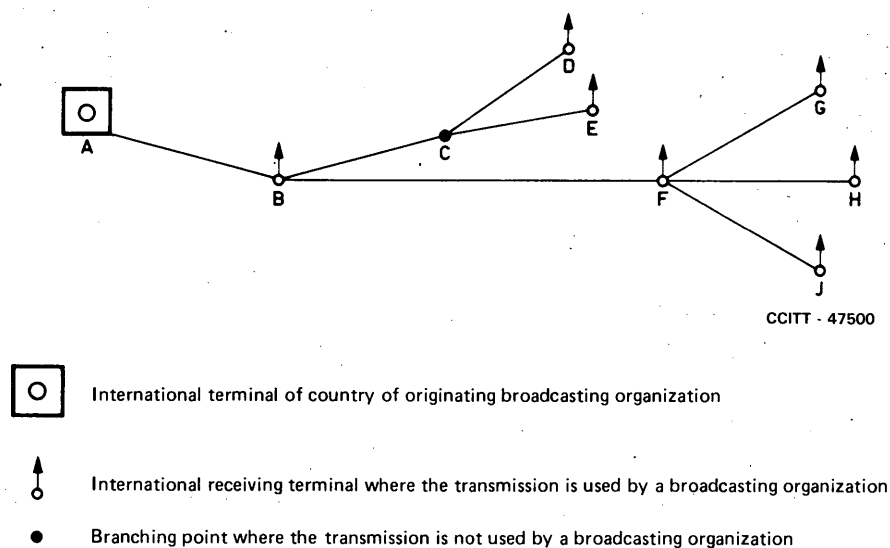 D
E
G
A
C
B
F
H
J
CCITT - 47500
International terminal of country of originating broadcasting organization
International receiving terminal where the transmission is used by a broadcasting organization
Branching point where the transmission is not used by a broadcasting organization